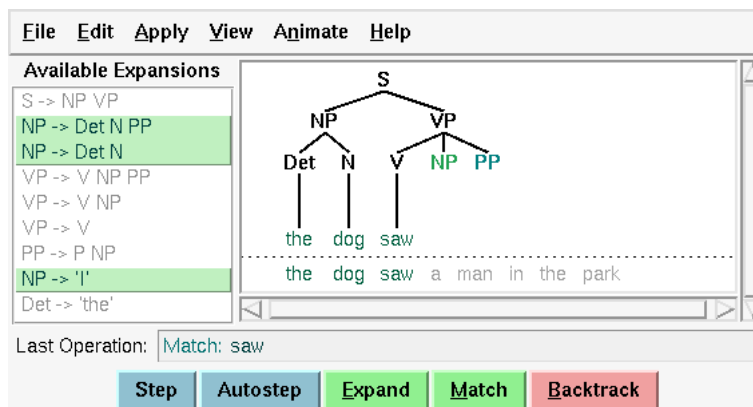 File Edit Apply View Animate Help
Available Expansions
S -> NP VP
NP -> Det N PP
NP -> Det N
VP -> V NP PP
VP -> V NP
VP -> V
PP -> P NP
NP -> 'I'
Det -> 'the'
S
NP VP
Det N V NP PP
the dog saw
the dog saw a man in the park
Last Operation: Match: saw
Step Autostep Expand Match Backtrack